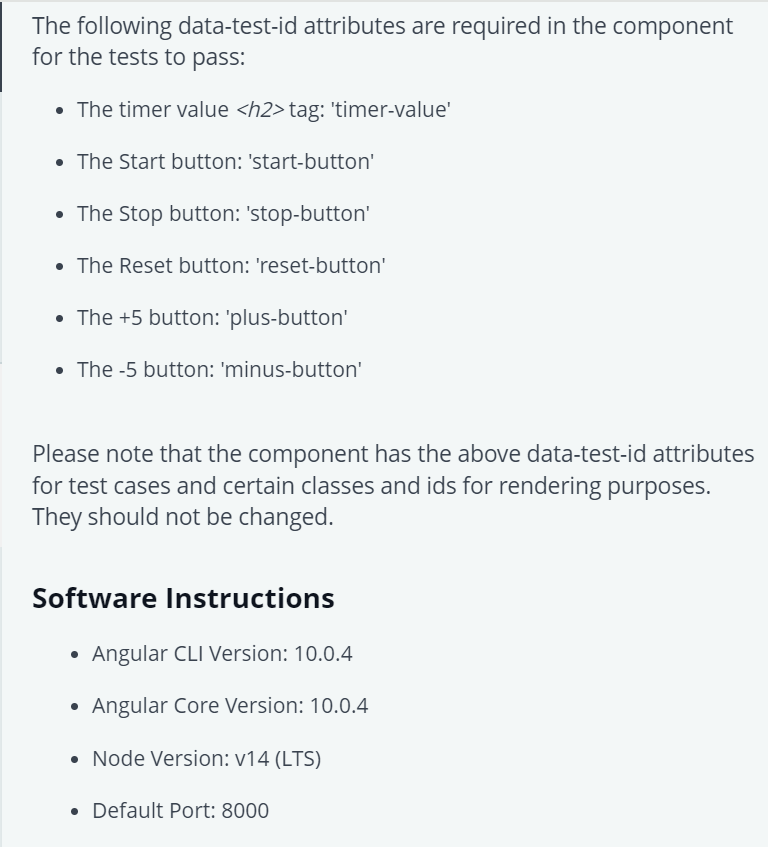 The following data-test-id attributes are required in the component
for the tests to pass:
• The timer value <h2> tag: 'timer-value'
• The Start button: 'start-button'
• The Stop button: 'stop-button'
• The Reset button: 'reset-button'
• The +5 button: 'plus-button'
• The -5 button: 'minus-button'
Please note that the component has the above data-test-id attributes
for test cases and certain classes and ids for rendering purposes.
They should not be changed.
Software Instructions
• Angular CLI Version: 10.0.4
• Angular Core Version: 10.0.4
• Node Version: v14 (LTS)
• Default Port: 8000